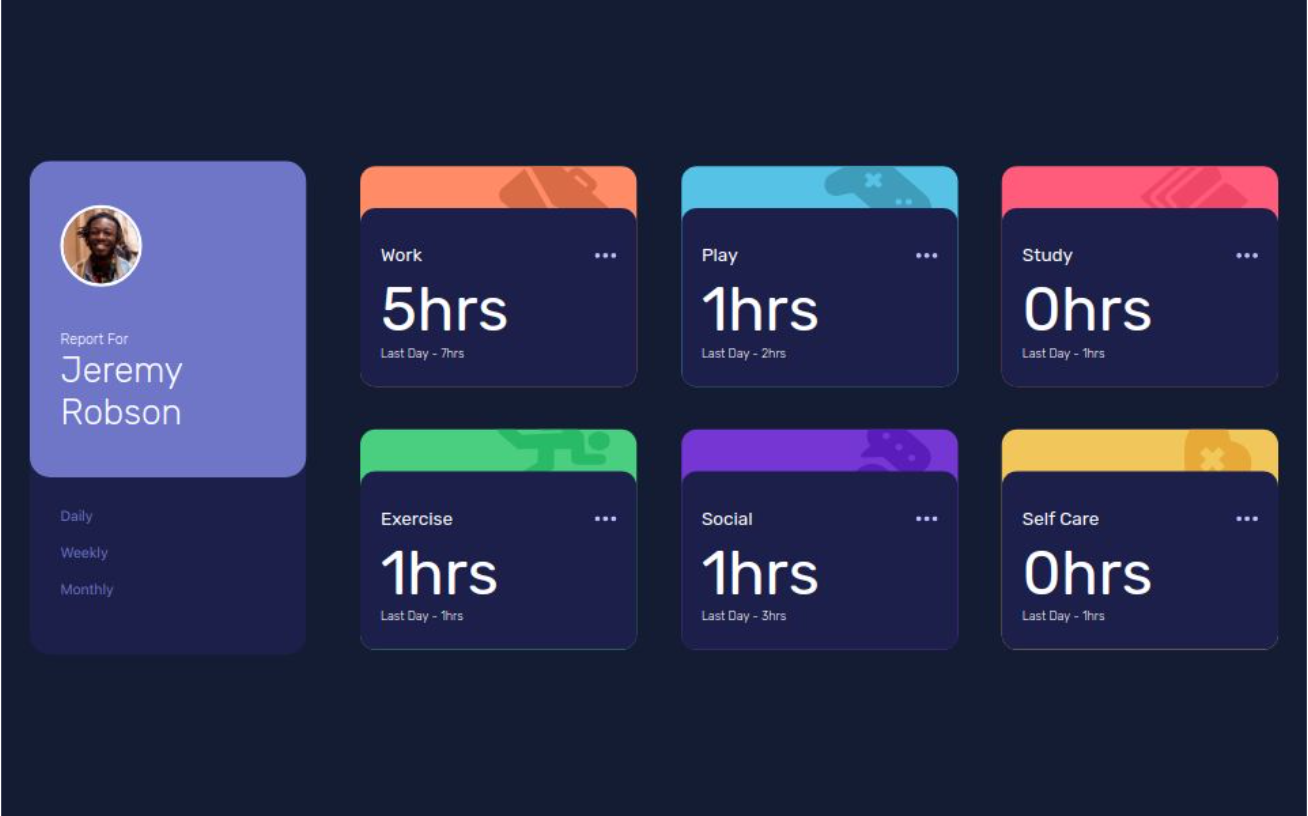 Report For
Jeremy
Robson
Daily
Weekly
Monthly
Work
5hrs
Last Day - 7hrs
Play
1hrs
Last Day - 2hrs
Study
0hrs
Last Day - 1hrs
Exercise
1hrs
Last Day - 1hrs
Social
1hrs
Last Day - 3hrs
Self Care
0hrs
Last Day - 1hrs